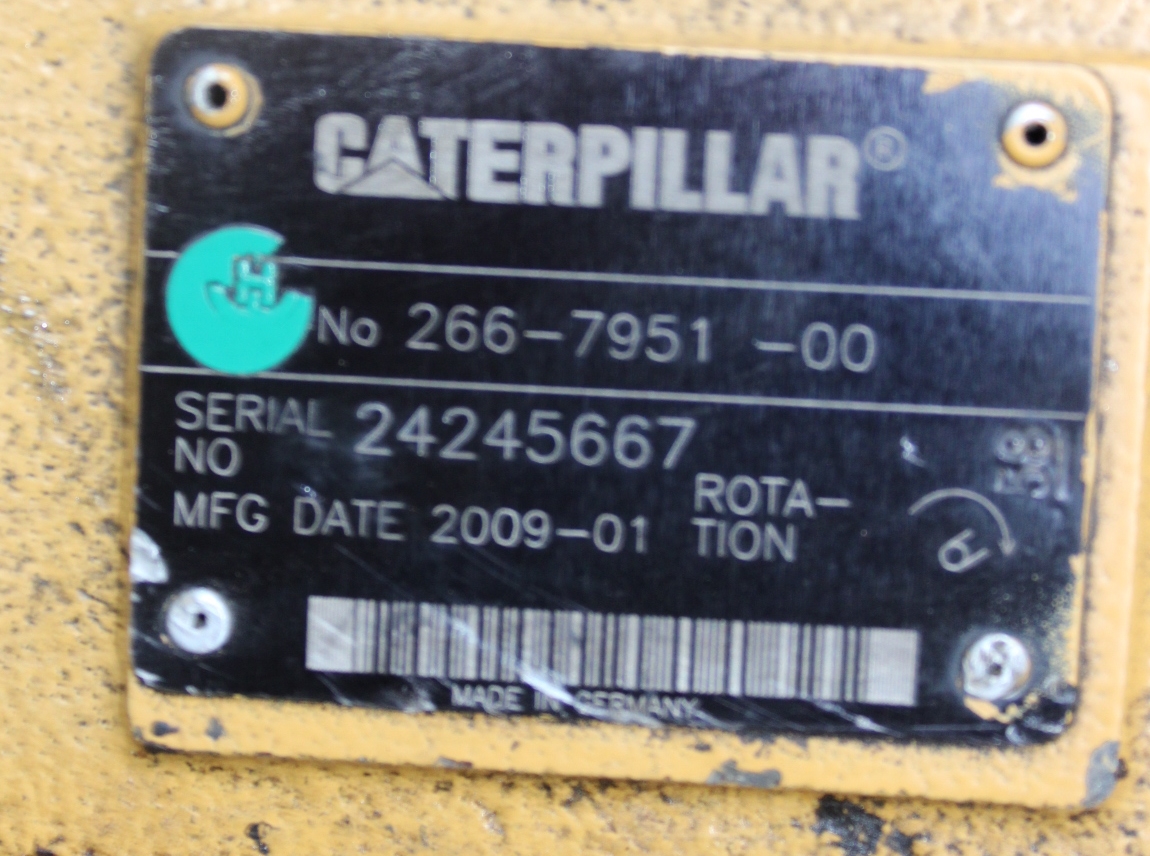 CATERPILLAR®
H
No 266-7951 -00
SERIAL NO 24245667
MFG DATE 2009-01
ROTA-
TION
R
MADE IN GERMANY